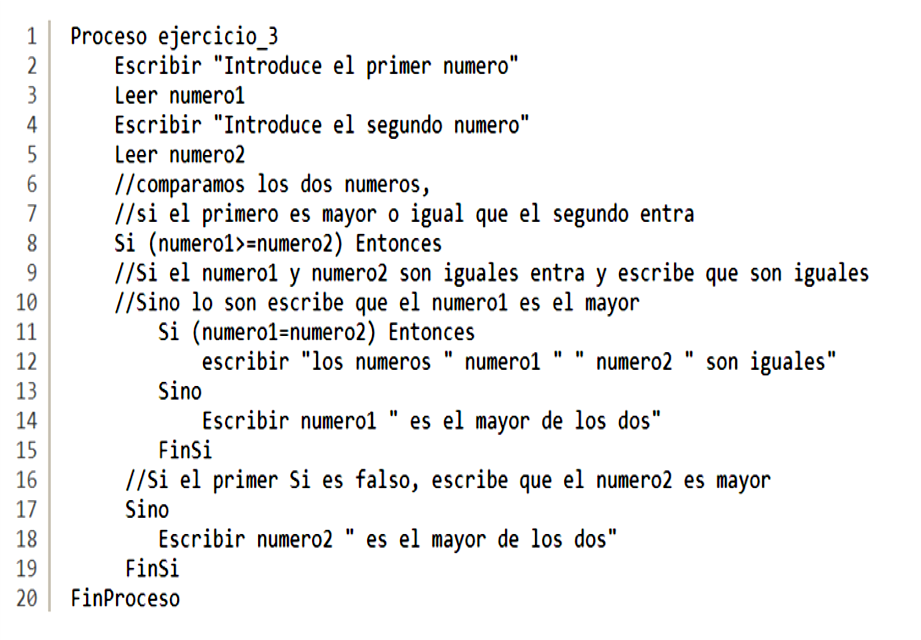 1 Proceso ejercicio_3
2 Escribir "Introduce el primer numero"
3 Leer numero1
4 Escribir "Introduce el segundo numero"
5 Leer numero2
6 //comparamos los dos numeros,
7 //si el primero es mayor o igual que el segundo entra
8 Si (numero1>=numero2) Entonces
9 //Si el numero1 y numero2 son iguales entra y escribe que son iguales
10 //Sino lo son escribe que el numero1 es el mayor
11 Si (numero1=numero2) Entonces
12 escribir "los numeros " numero1 " " numero2 " son iguales"
13 Sino
14 Escribir numero1 " es el mayor de los dos"
15 FinSi
16 //Si el primer Si es falso, escribe que el numero2 es mayor
17 Sino
18 Escribir numero2 " es el mayor de los dos"
19 FinSi
20 FinProceso